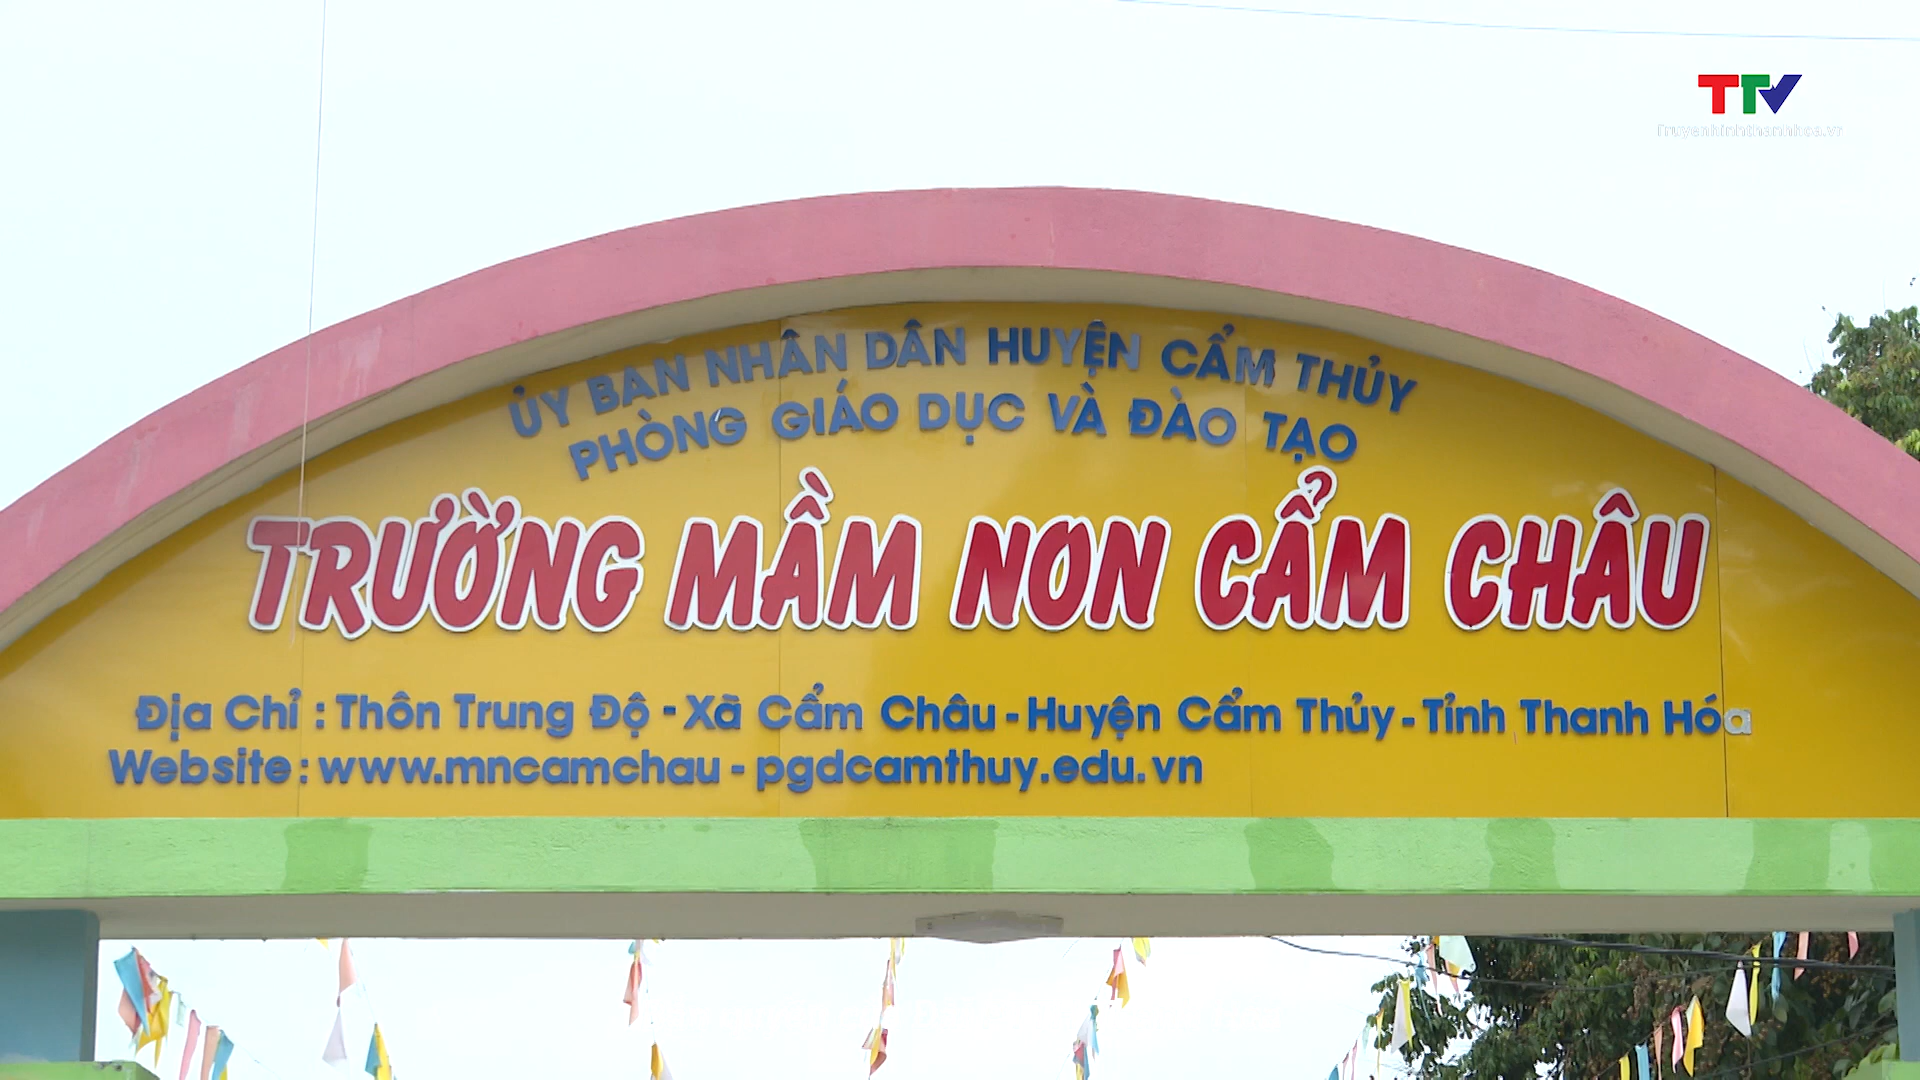 TTV
Truyenhinhthanhhoa.vn
ỦY BAN NHÂN DÂN HUYỆN CẨM THỦY
PHÒNG GIÁO DỤC VÀ ĐÀO TẠO
TRƯỜNG MẦM NON CẨM CHÂU
Địa Chỉ : Thôn Trung Độ - Xã Cẩm Châu - Huyện Cẩm Thủy - Tỉnh Thanh Hóa
Website : www.mncamchau - pgdcamthuy.edu.vn